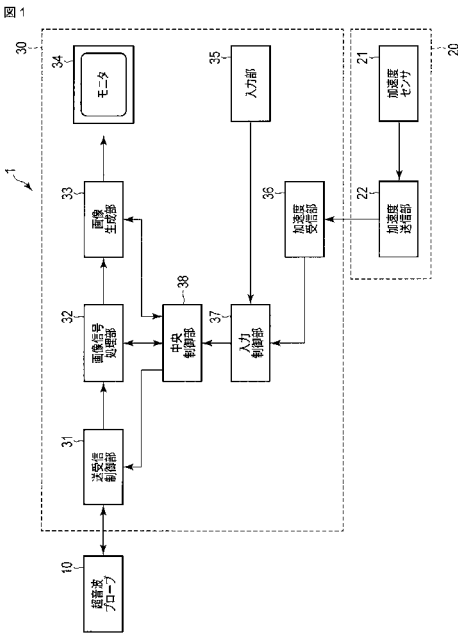 図1
1
30
34
モニタ
35
入力部
20
21
加速度
センサ
22
加速度
送信部
33
画像
生成部
36
加速度
受信部
32
画像信号
処理部
38
中央
制御部
37
入力
制御部
31
送受信
制御部
10
超音波
プローブ